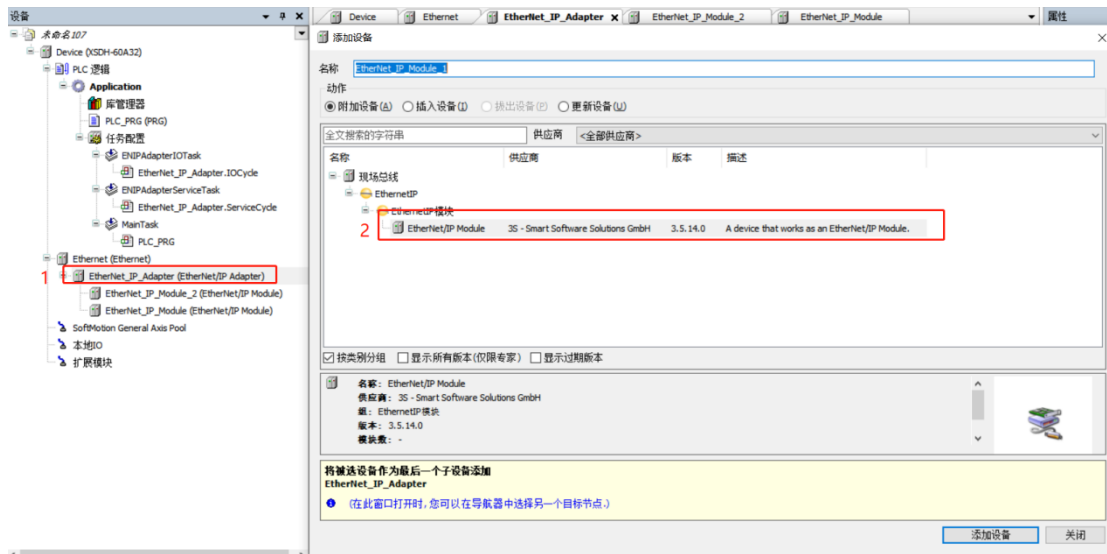 设备
未命名107
Device (XSDH-60A32)
PLC 逻辑
Application
库管理器
PLC_PRG (PRG)
任务配置
ENIPAdapterIOTask
EtherNet_IP_Adapter.IOCycle
ENIPAdapterServiceTask
EtherNet_IP_Adapter.ServiceCycle
MainTask
PLC_PRG
Ethernet (Ethernet)
1
EtherNet_IP_Adapter (EtherNet/IP Adapter)
EtherNet_IP_Module_2 (EtherNet/IP Module)
EtherNet_IP_Module (EtherNet/IP Module)
SoftMotion General Axis Pool
本地IO
扩展模块
Device Ethernet EtherNet_IP_Adapter EtherNet_IP_Module_2 EtherNet_IP_Module 属性
添加设备
名称 EtherNet_IP_Module_1
动作
附加设备(A) 插入设备(I) 拔出设备(P) 更新设备(U)
全文搜索的字符串 供应商 <全部供应商>
名称 供应商 版本 描述
现场总线
EthernetIP
EthernetIP模块
2
EtherNet/IP Module 3S - Smart Software Solutions GmbH 3.5.14.0 A device that works as an EtherNet/IP Module.
按类别分组 显示所有版本(仅限专家) 显示过期版本
名称: EtherNet/IP Module
供应商: 3S - Smart Software Solutions GmbH
组: EthernetIP模块
版本: 3.5.14.0
模块数: -
将被选设备作为最后一个子设备添加
EtherNet_IP_Adapter
(在此窗口打开时,您可以在导航器中选择另一个目标节点.)
添加设备 关闭